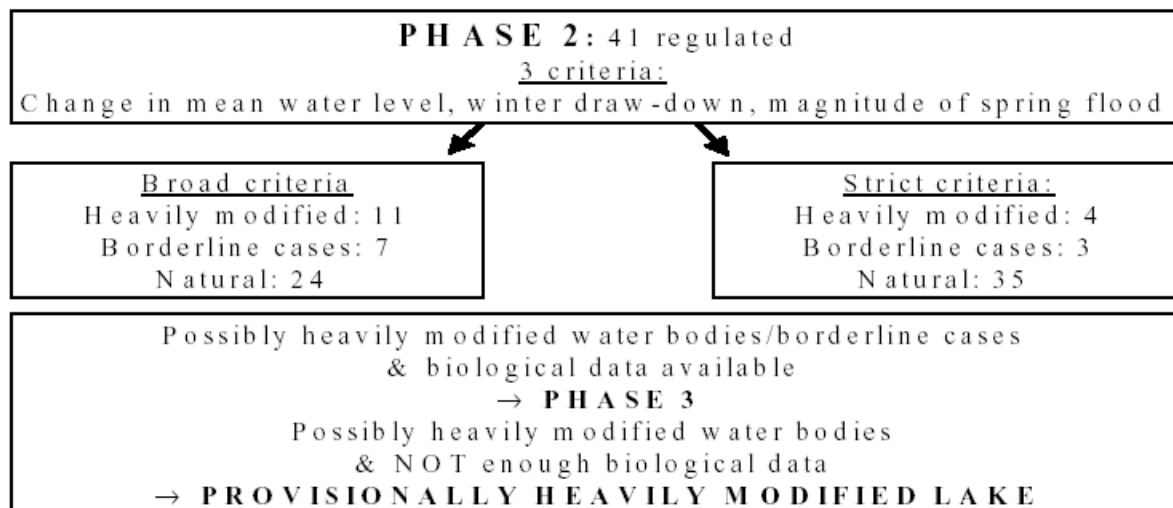 PHASE 2: 41 regulated
3 criteria:
Change in mean water level, winter draw-down, magnitude of spring flood
Broad criteria
Heavily modified: 11
Borderline cases: 7
Natural: 24
Strict criteria:
Heavily modified: 4
Borderline cases: 3
Natural: 35
Possibly heavily modified water bodies/borderline cases
& biological data available
→ PHASE 3
Possibly heavily modified water bodies
& NOT enough biological data
→ PROVISIONALLY HEAVILY MODIFIED LAKE